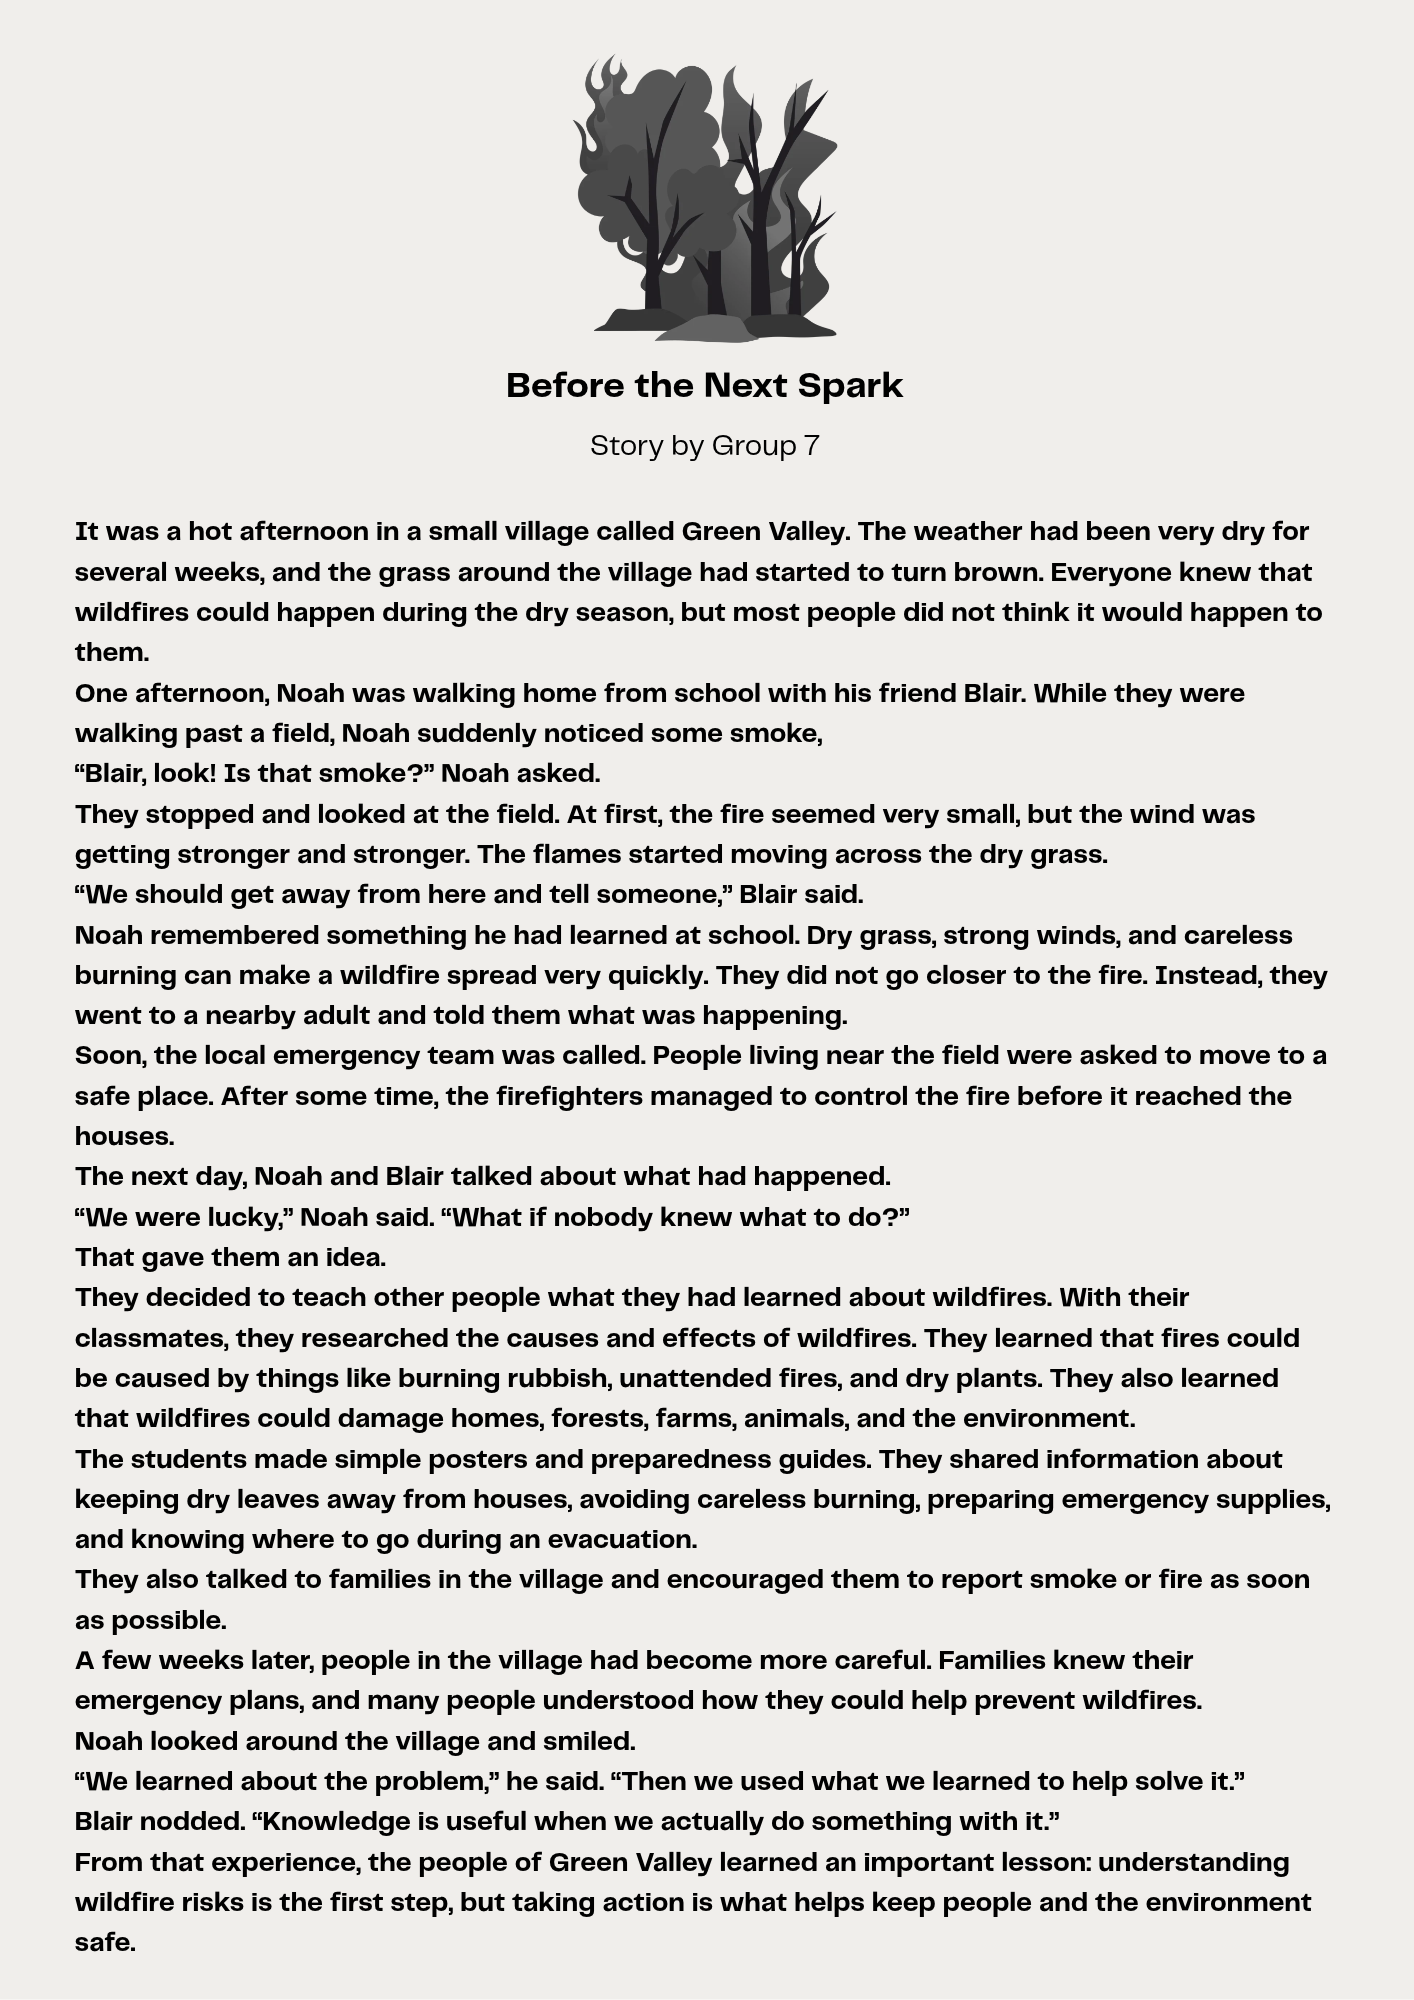 Before the Next Spark
Story by Group 7
It was a hot afternoon in a small village called Green Valley. The weather had been very dry for
several weeks, and the grass around the village had started to turn brown. Everyone knew that
wildfires could happen during the dry season, but most people did not think it would happen to
them.
One afternoon, Noah was walking home from school with his friend Blair. While they were
walking past a field, Noah suddenly noticed some smoke,
“Blair, look! Is that smoke?” Noah asked.
They stopped and looked at the field. At first, the fire seemed very small, but the wind was
getting stronger and stronger. The flames started moving across the dry grass.
“We should get away from here and tell someone,” Blair said.
Noah remembered something he had learned at school. Dry grass, strong winds, and careless
burning can make a wildfire spread very quickly. They did not go closer to the fire. Instead, they
went to a nearby adult and told them what was happening.
Soon, the local emergency team was called. People living near the field were asked to move to a
safe place. After some time, the firefighters managed to control the fire before it reached the
houses.
The next day, Noah and Blair talked about what had happened.
“We were lucky,” Noah said. “What if nobody knew what to do?”
That gave them an idea.
They decided to teach other people what they had learned about wildfires. With their
classmates, they researched the causes and effects of wildfires. They learned that fires could
be caused by things like burning rubbish, unattended fires, and dry plants. They also learned
that wildfires could damage homes, forests, farms, animals, and the environment.
The students made simple posters and preparedness guides. They shared information about
keeping dry leaves away from houses, avoiding careless burning, preparing emergency supplies,
and knowing where to go during an evacuation.
They also talked to families in the village and encouraged them to report smoke or fire as soon
as possible.
A few weeks later, people in the village had become more careful. Families knew their
emergency plans, and many people understood how they could help prevent wildfires.
Noah looked around the village and smiled.
“We learned about the problem,” he said. “Then we used what we learned to help solve it.”
Blair nodded. “Knowledge is useful when we actually do something with it.”
From that experience, the people of Green Valley learned an important lesson: understanding
wildfire risks is the first step, but taking action is what helps keep people and the environment
safe.